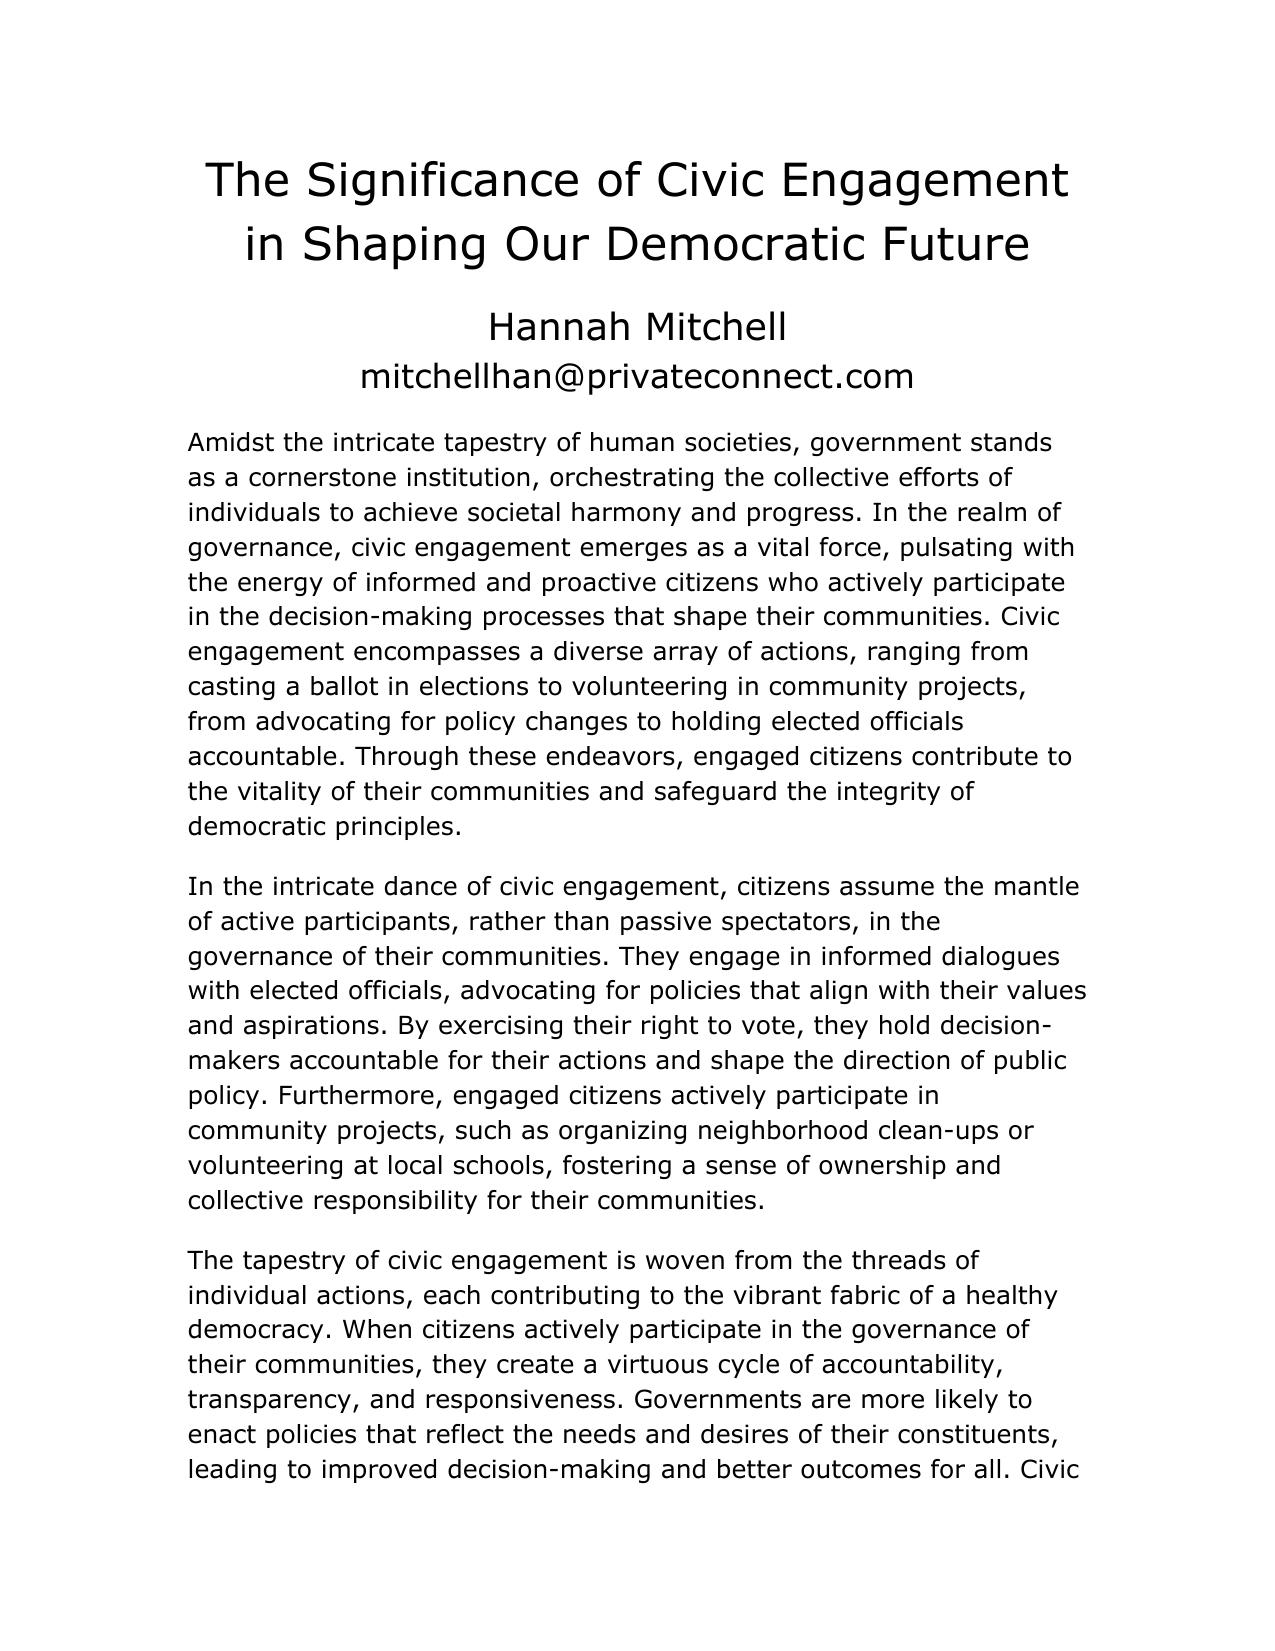 The Significance of Civic Engagement
in Shaping Our Democratic Future
Hannah Mitchell
mitchellhan@privateconnect.com
Amidst the intricate tapestry of human societies, government stands
as a cornerstone institution, orchestrating the collective efforts of
individuals to achieve societal harmony and progress. In the realm of
governance, civic engagement emerges as a vital force, pulsating with
the energy of informed and proactive citizens who actively participate
in the decision-making processes that shape their communities. Civic
engagement encompasses a diverse array of actions, ranging from
casting a ballot in elections to volunteering in community projects,
from advocating for policy changes to holding elected officials
accountable. Through these endeavors, engaged citizens contribute to
the vitality of their communities and safeguard the integrity of
democratic principles.
In the intricate dance of civic engagement, citizens assume the mantle
of active participants, rather than passive spectators, in the
governance of their communities. They engage in informed dialogues
with elected officials, advocating for policies that align with their values
and aspirations. By exercising their right to vote, they hold decision-
makers accountable for their actions and shape the direction of public
policy. Furthermore, engaged citizens actively participate in
community projects, such as organizing neighborhood clean-ups or
volunteering at local schools, fostering a sense of ownership and
collective responsibility for their communities.
The tapestry of civic engagement is woven from the threads of
individual actions, each contributing to the vibrant fabric of a healthy
democracy. When citizens actively participate in the governance of
their communities, they create a virtuous cycle of accountability,
transparency, and responsiveness. Governments are more likely to
enact policies that reflect the needs and desires of their constituents,
leading to improved decision-making and better outcomes for all. Civic